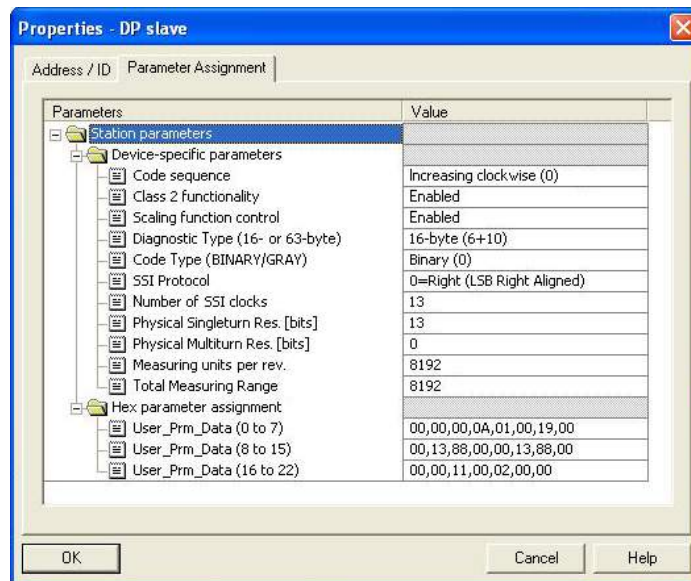 Properties - DP slave
Address / ID Parameter Assignment
Parameters Value
Station parameters
Device-specific parameters
Code sequence Increasing clockwise (0)
Class 2 functionality Enabled
Scaling function control Enabled
Diagnostic Type (16- or 63-byte) 16-byte (6+10)
Code Type (BINARY/GRAY) Binary (0)
SSI Protocol 0=Right (LSB Right Aligned)
Number of SSI clocks 13
Physical Singleturn Res. [bits] 13
Physical Multiturn Res. [bits] 0
Measuring units per rev. 8192
Total Measuring Range 8192
Hex parameter assignment
User_Prm_Data (0 to 7) 00,00,00,0A,01,00,19,00
User_Prm_Data (8 to 15) 00,13,88,00,00,13,88,00
User_Prm_Data (16 to 22) 00,00,11,00,02,00,00
OK Cancel Help